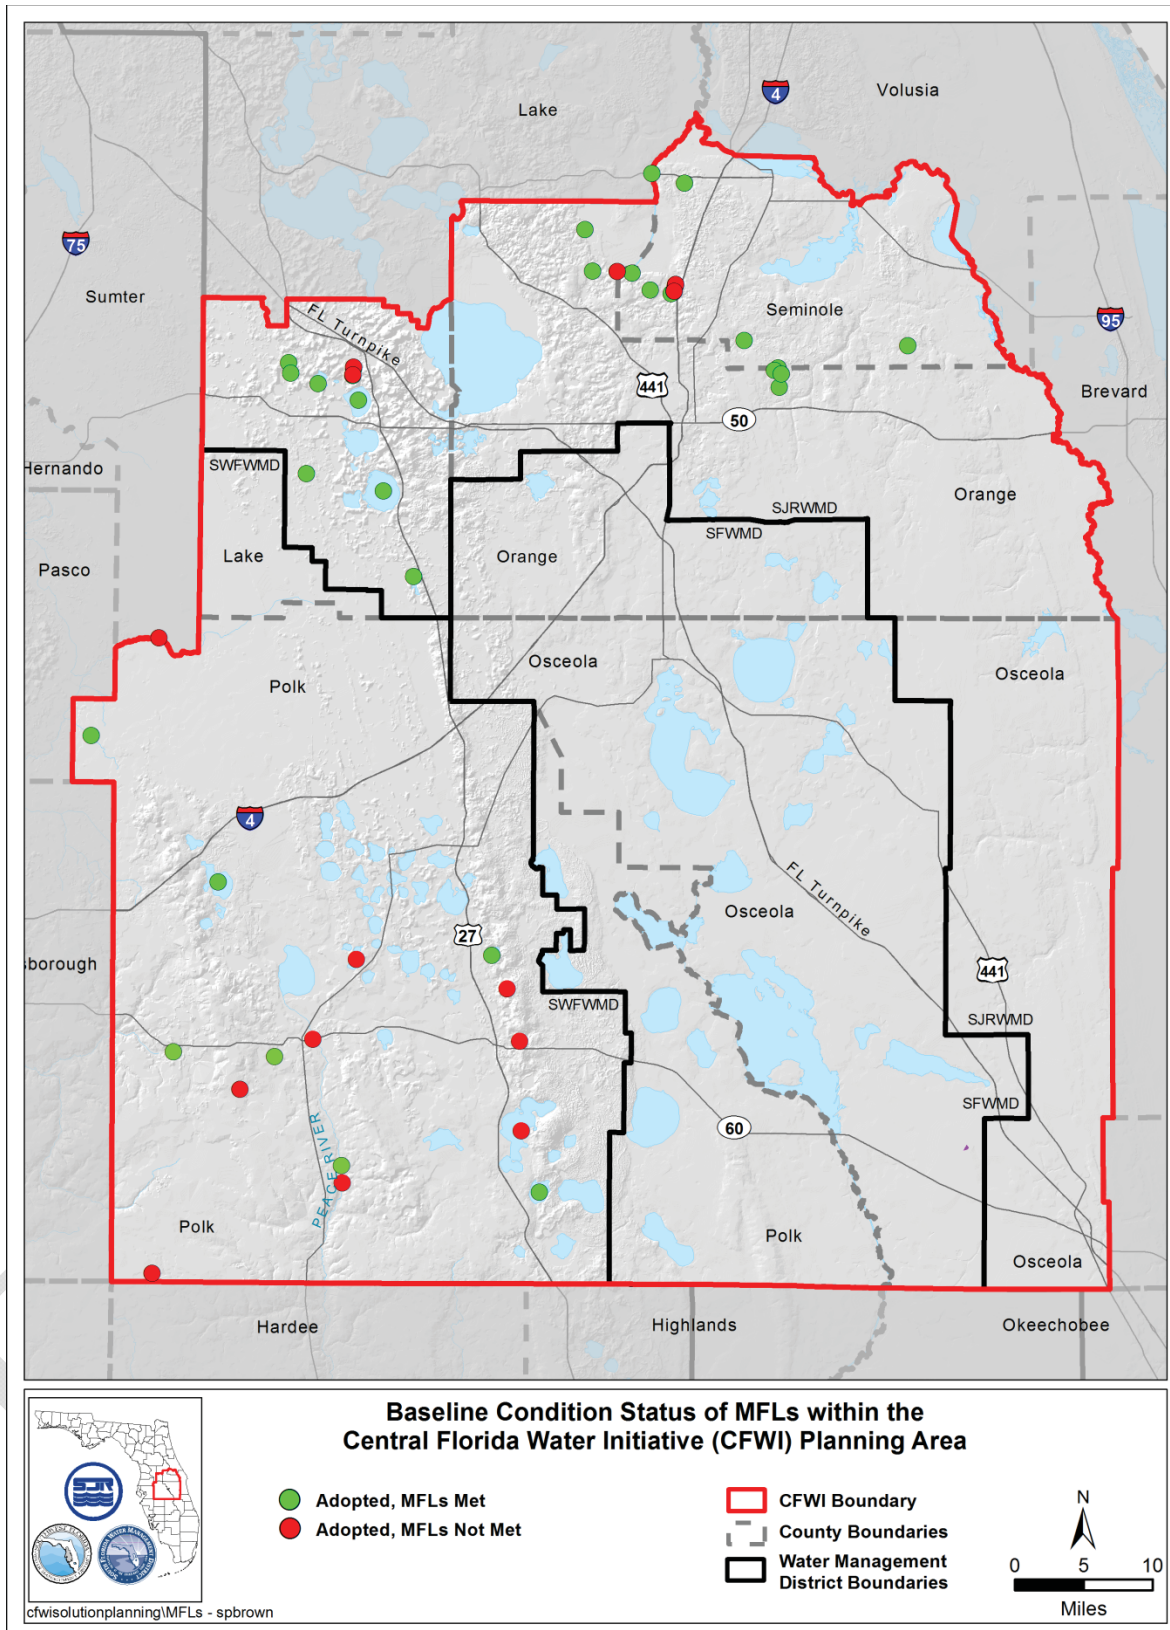 Lake
Volusia
4
75
Sumter
FL Turnpike
Seminole
95
441
Brevard
50
Hernando
SWFWMD
Orange
SJRWMD
SFWMD
Lake
Orange
Pasco
Osceola
Osceola
Polk
4
FL Turnpike
Osceola
27
sborough
441
SWFWMD
SJRWMD
SFWMD
60
PEACE RIVER
Polk
Polk
Osceola
Hardee
Highlands
Okeechobee
Baseline Condition Status of MFLs within the
Central Florida Water Initiative (CFWI) Planning Area
SJR
Adopted, MFLs Met
Adopted, MFLs Not Met
CFWI Boundary
County Boundaries
Water Management
District Boundaries
N
0 5 10
Miles
cfwisolutionplanning\MFLs - spbrown